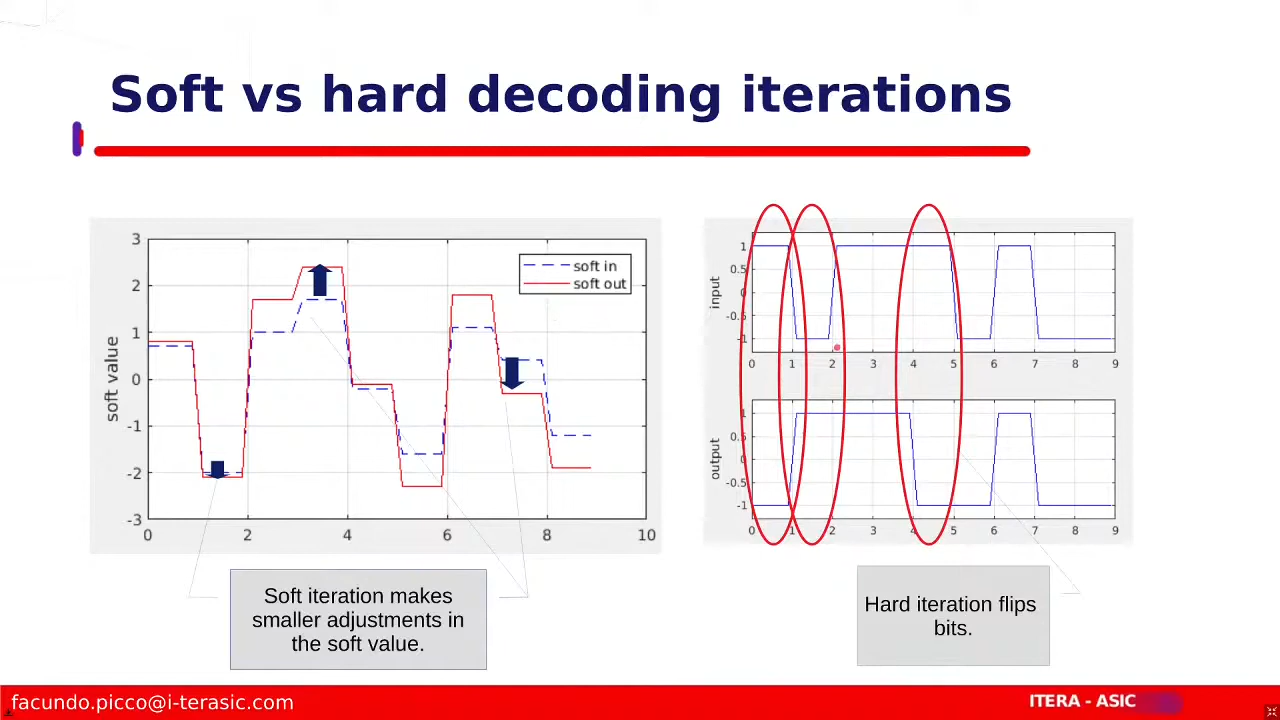 Soft vs hard decoding iterations
soft value
3
2
1
0
-1
-2
-3
0 2 4 6 8 10
soft in
soft out
input
1
0.5
0
-0.5
-1
0 1 2 3 4 5 6 7 8 9
output
1
0.5
0
-0.5
-1
0 1 2 3 4 5 6 7 8 9
Soft iteration makes
smaller adjustments in
the soft value.
Hard iteration flips
bits.
facundo.picco@i-terasic.com
ITERA - ASIC